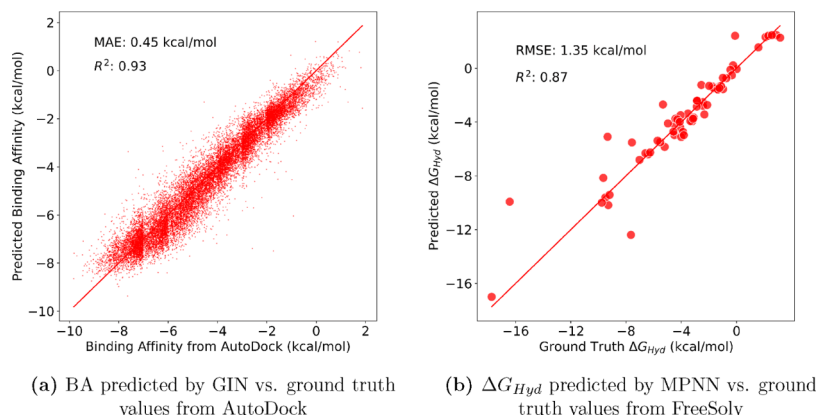 MAE: 0.45 kcal/mol
R²: 0.93
Predicted Binding Affinity (kcal/mol)
2
0
−2
−4
−6
−8
−10
−10 −8 −6 −4 −2 0 2
Binding Affinity from AutoDock (kcal/mol)
(a) BA predicted by GIN vs. ground truth
values from AutoDock
RMSE: 1.35 kcal/mol
R²: 0.87
Predicted ΔG_Hyd (kcal/mol)
0
−4
−8
−12
−16
−16 −12 −8 −4 0
Ground Truth ΔG_Hyd (kcal/mol)
(b) ΔG_Hyd predicted by MPNN vs. ground
truth values from FreeSolv